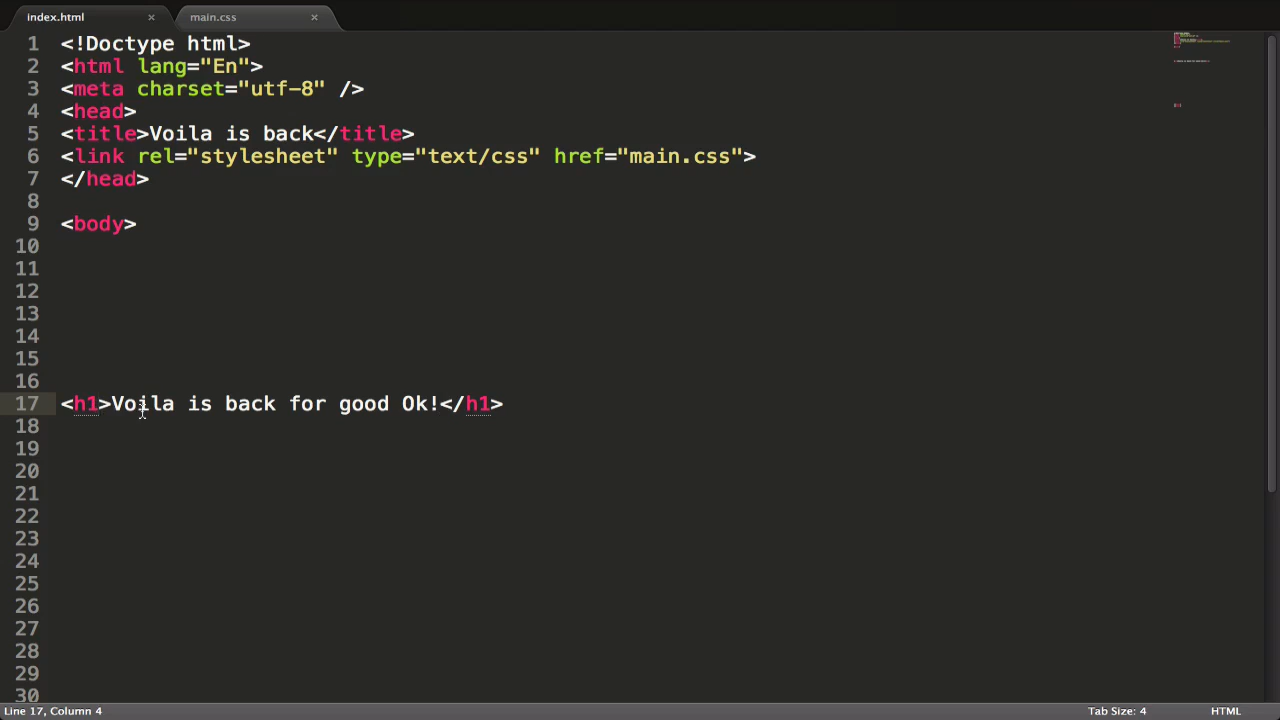 index.html × main.css ×
1 <!Doctype html>
2 <html lang="En">
3 <meta charset="utf-8" />
4 <head>
5 <title>Voila is back</title>
6 <link rel="stylesheet" type="text/css" href="main.css">
7 </head>
8
9 <body>
10
11
12
13
14
15
16
17 <h1>Voila is back for good Ok!</h1>
18
19
20
21
22
23
24
25
26
27
28
29
30
Line 17, Column 4 Tab Size: 4 HTML